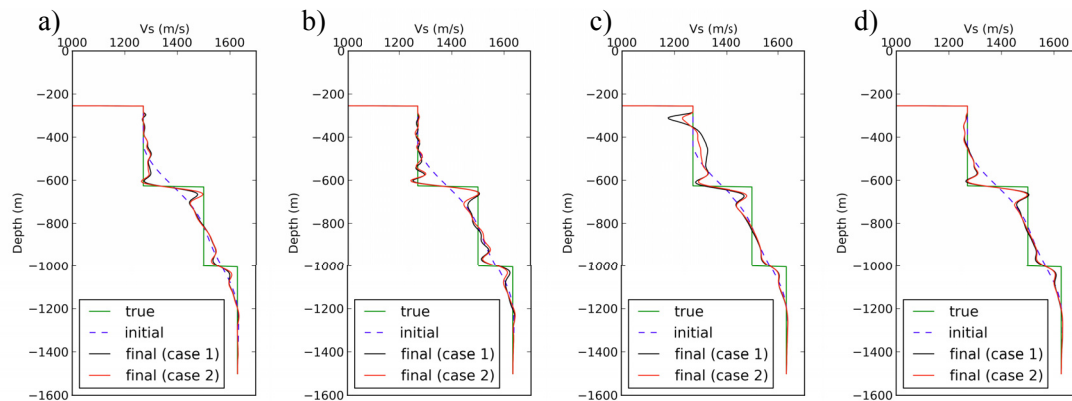 a)
Vs (m/s)
1000 1200 1400 1600
0
−200
−400
−600
−800
−1000
−1200
−1400
−1600
Depth (m)
true
initial
final (case 1)
final (case 2)
b)
Vs (m/s)
1000 1200 1400 1600
0
−200
−400
−600
−800
−1000
−1200
−1400
−1600
Depth (m)
true
initial
final (case 1)
final (case 2)
c)
Vs (m/s)
1000 1200 1400 1600
0
−200
−400
−600
−800
−1000
−1200
−1400
−1600
Depth (m)
true
initial
final (case 1)
final (case 2)
d)
Vs (m/s)
1000 1200 1400 1600
0
−200
−400
−600
−800
−1000
−1200
−1400
−1600
Depth (m)
true
initial
final (case 1)
final (case 2)